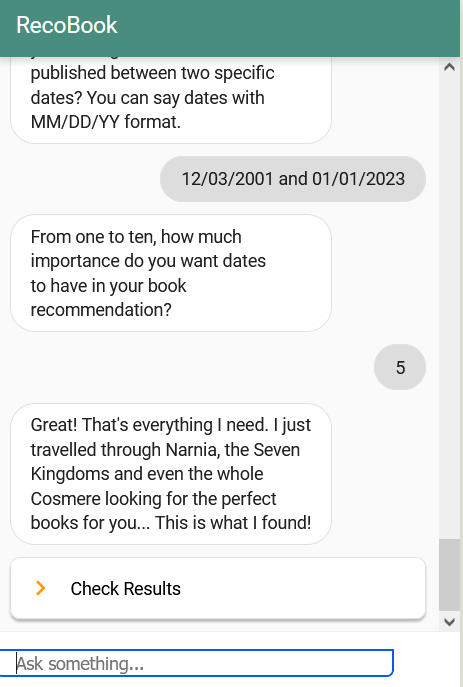 RecoBook
published between two specific
dates? You can say dates with
MM/DD/YY format.
12/03/2001 and 01/01/2023
From one to ten, how much
importance do you want dates
to have in your book
recommendation?
5
Great! That's everything I need. I just
travelled through Narnia, the Seven
Kingdoms and even the whole
Cosmere looking for the perfect
books for you... This is what I found!
Check Results
Ask something...